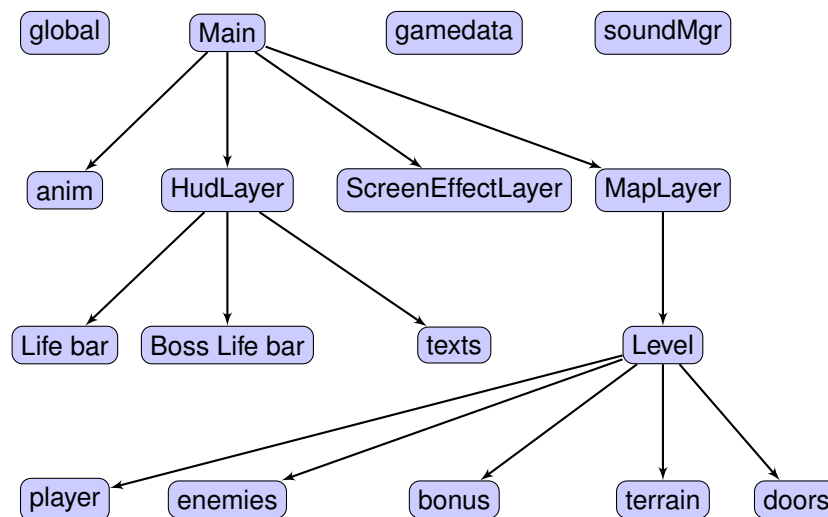 global
Main
gamedata
soundMgr
anim
HudLayer
ScreenEffectLayer
MapLayer
Life bar
Boss Life bar
texts
Level
player
enemies
bonus
terrain
doors